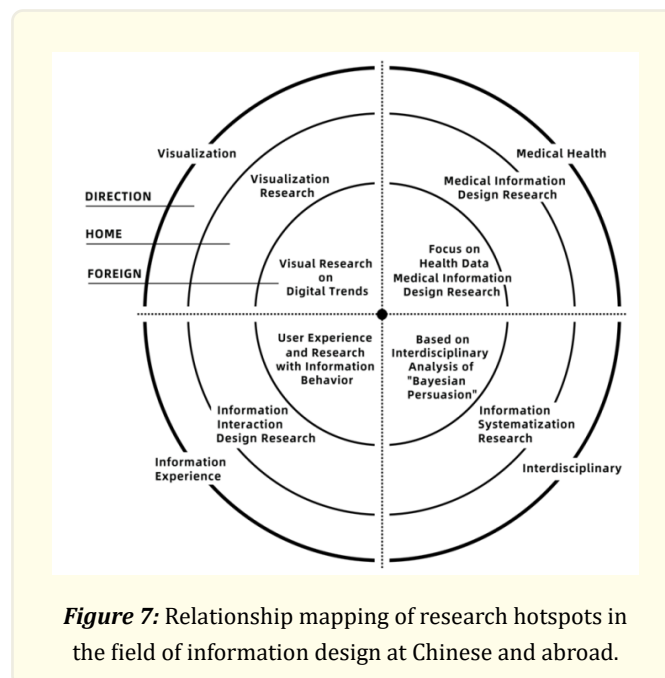 Visualization
Medical Health
Visualization
Research
Medical Information
Design Research
DIRECTION
HOME
FOREIGN
Visual Research
on
Digital Trends
Focus on
Health Data
Medical Information
Design Research
User Experience
and Research
with Information
Behavior
Based on
Interdisciplinary
Analysis of
"Bayesian
Persuasion"
Information
Interaction
Design Research
Information
Systematization
Research
Information
Experience
Interdisciplinary
Figure 7: Relationship mapping of research hotspots in
the field of information design at Chinese and abroad.